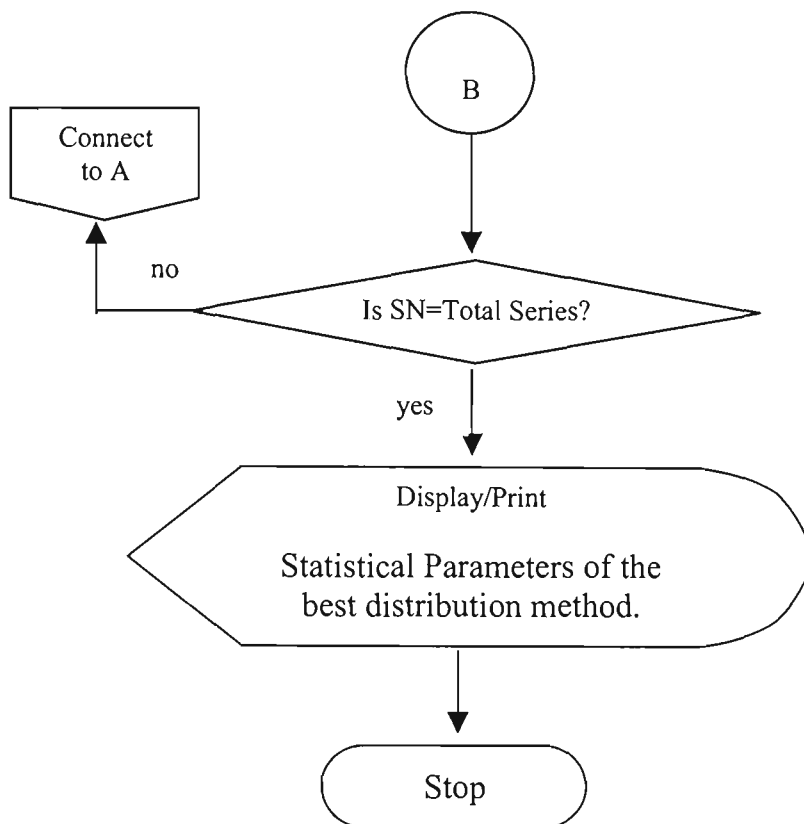 B
Connect
to A
no
Is SN=Total Series?
yes
Display/Print
Statistical Parameters of the
best distribution method.
Stop